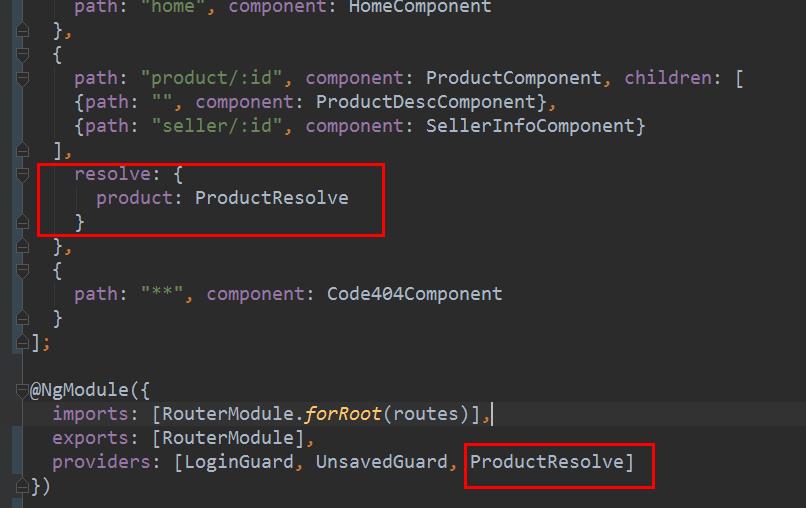 path: "home", component: HomeComponent
},
{
path: "product/:id", component: ProductComponent, children: [
{path: "", component: ProductDescComponent},
{path: "seller/:id", component: SellerInfoComponent}
],
resolve: {
product: ProductResolve
}
},
{
path: "**", component: Code404Component
}
];
@NgModule({
imports: [RouterModule.forRoot(routes)],
exports: [RouterModule],
providers: [LoginGuard, UnsavedGuard, ProductResolve]
})